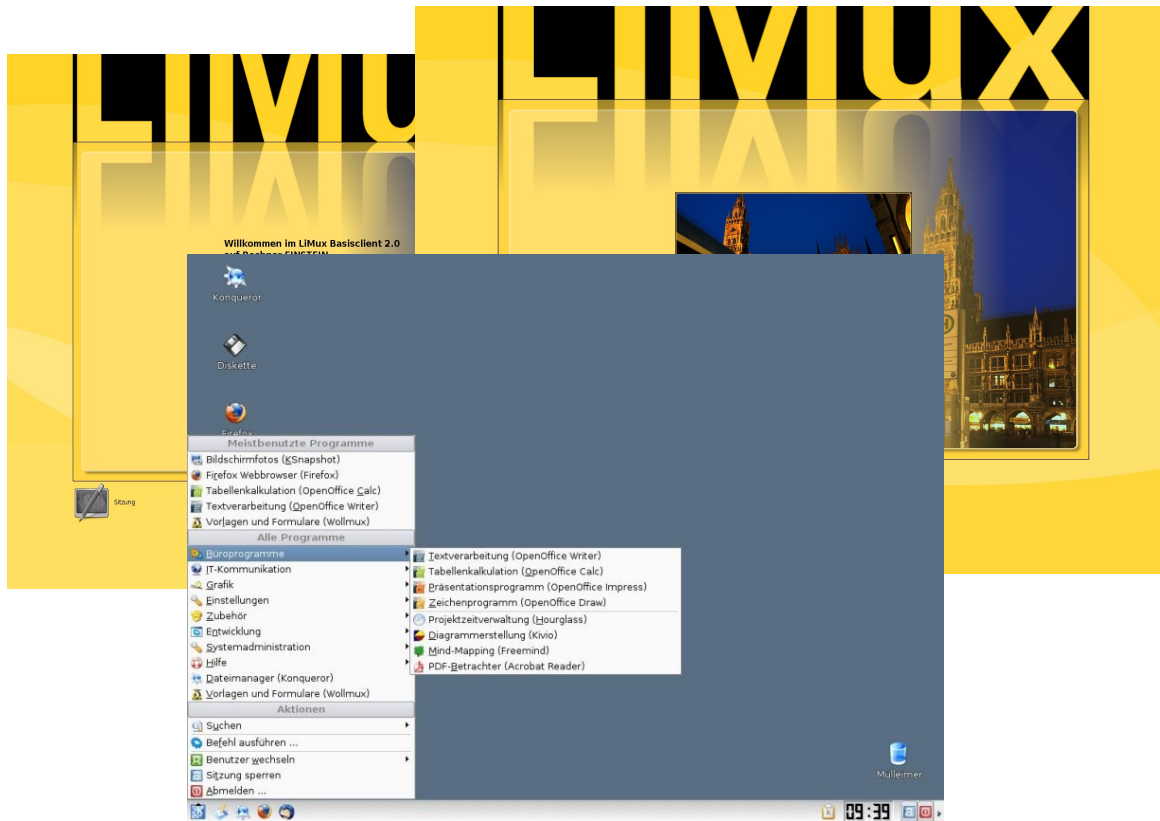 LiMux
LiMux
Willkommen im LiMux Basisclient 2.0
auf Rechner EINSTEIN
Konqueror
Diskette
Firefox
Meistbenutzte Programme
Bildschirmfotos (KSnapshot)
Firefox Webbrowser (Firefox)
Tabellenkalkulation (OpenOffice Calc)
Textverarbeitung (OpenOffice Writer)
Vorlagen und Formulare (Wollmux)
Alle Programme
Büroprogramme
IT-Kommunikation
Grafik
Einstellungen
Zubehör
Entwicklung
Systemadministration
Hilfe
Dateimanager (Konqueror)
Vorlagen und Formulare (Wollmux)
Aktionen
Suchen
Befehl ausführen ...
Benutzer wechseln
Sitzung sperren
Abmelden ...
Textverarbeitung (OpenOffice Writer)
Tabellenkalkulation (OpenOffice Calc)
Präsentationsprogramm (OpenOffice Impress)
Zeichenprogramm (OpenOffice Draw)
Projektzeitverwaltung (Hourglass)
Diagrammerstellung (Kivio)
Mind-Mapping (Freemind)
PDF-Betrachter (Acrobat Reader)
Sitzung
Mülleimer
09:39